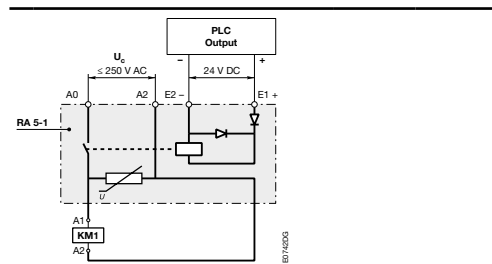 PLC
Output
– +
Uc
≤ 250 V AC
24 V DC
A0 A2 E2 – E1 +
RA 5-1
U
A1
KM1
A2
E0742DG